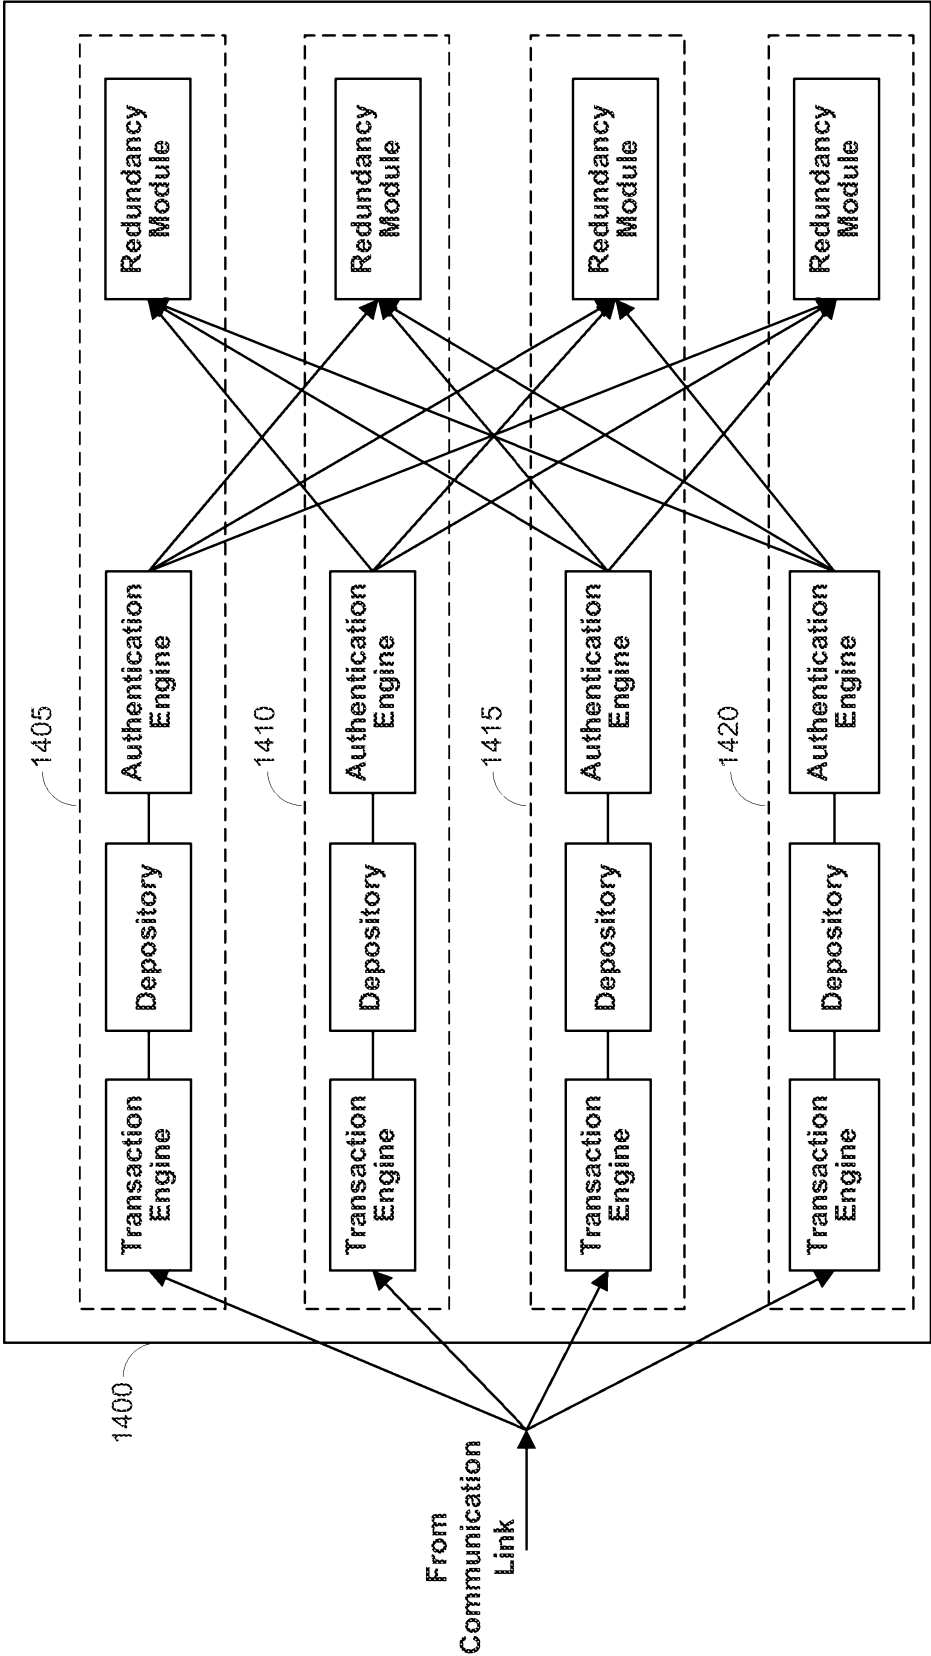 1400
From
Communication
Link
1405
Transaction
Engine
Depository
Authentication
Engine
Redundancy
Module
1410
Transaction
Engine
Depository
Authentication
Engine
Redundancy
Module
1415
Transaction
Engine
Depository
Authentication
Engine
Redundancy
Module
1420
Transaction
Engine
Depository
Authentication
Engine
Redundancy
Module